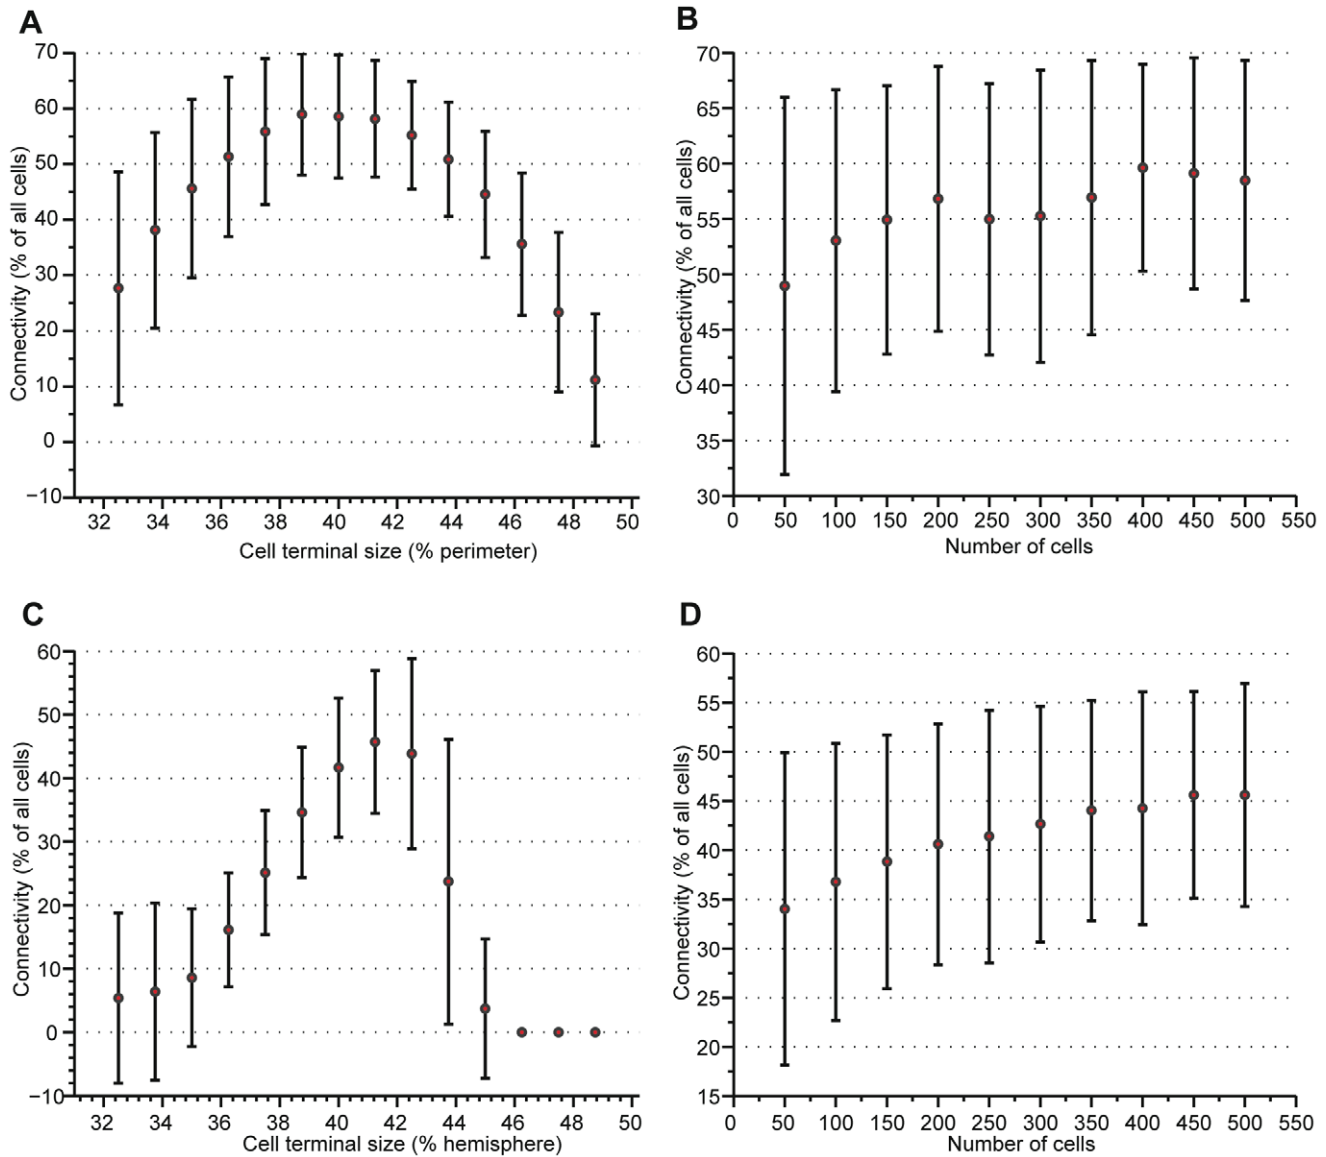 A
70
60
50
40
30
20
10
0
−10
32 34 36 38 40 42 44 46 48 50
Connectivity (% of all cells)
Cell terminal size (% perimeter)
B
70
65
60
55
50
45
40
35
30
0 50 100 150 200 250 300 350 400 450 500 550
Connectivity (% of all cells)
Number of cells
C
60
50
40
30
20
10
0
−10
32 34 36 38 40 42 44 46 48 50
Connectivity (% of all cells)
Cell terminal size (% hemisphere)
D
60
55
50
45
40
35
30
25
20
15
0 50 100 150 200 250 300 350 400 450 500 550
Connectivity (% of all cells)
Number of cells